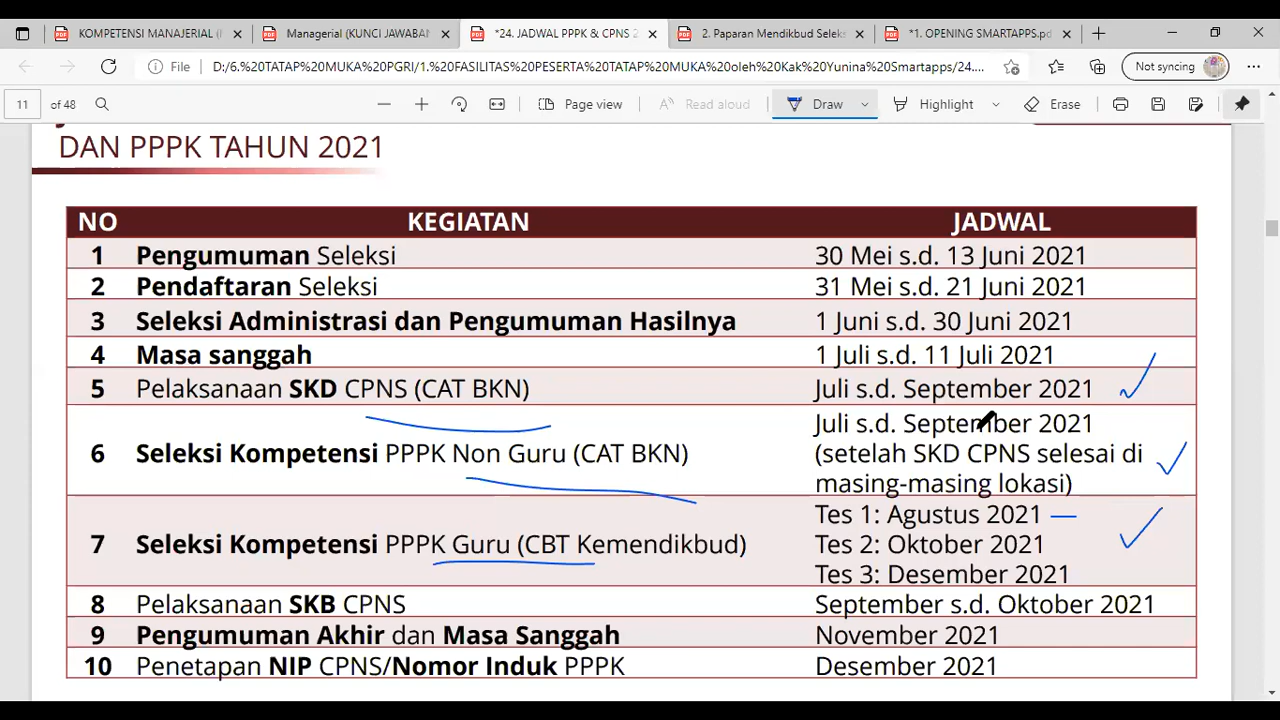 KOMPETENSI MANAJERIAL (
Managerial (KUNCI JAWABAN
*24. JADWAL PPPK & CPNS 2
2. Paparan Mendikbud Seleks
*1. OPENING SMARTAPPS.pd
File
D:/6.%20TATAP%20MUKA%20PGRI/1.%20FASILITAS%20PESERTA%20TATAP%20MUKA%20oleh%20Kak%20Yunina%20Smartapps/24....
Not syncing
11 of 48
Page view
Read aloud
Draw
Highlight
Erase
DAN PPPK TAHUN 2021
NO KEGIATAN JADWAL
1 Pengumuman Seleksi 30 Mei s.d. 13 Juni 2021
2 Pendaftaran Seleksi 31 Mei s.d. 21 Juni 2021
3 Seleksi Administrasi dan Pengumuman Hasilnya 1 Juni s.d. 30 Juni 2021
4 Masa sanggah 1 Juli s.d. 11 Juli 2021
5 Pelaksanaan SKD CPNS (CAT BKN) Juli s.d. September 2021
6 Seleksi Kompetensi PPPK Non Guru (CAT BKN) Juli s.d. September 2021
(setelah SKD CPNS selesai di
masing-masing lokasi)
7 Seleksi Kompetensi PPPK Guru (CBT Kemendikbud) Tes 1: Agustus 2021
Tes 2: Oktober 2021
Tes 3: Desember 2021
8 Pelaksanaan SKB CPNS September s.d. Oktober 2021
9 Pengumuman Akhir dan Masa Sanggah November 2021
10 Penetapan NIP CPNS/Nomor Induk PPPK Desember 2021